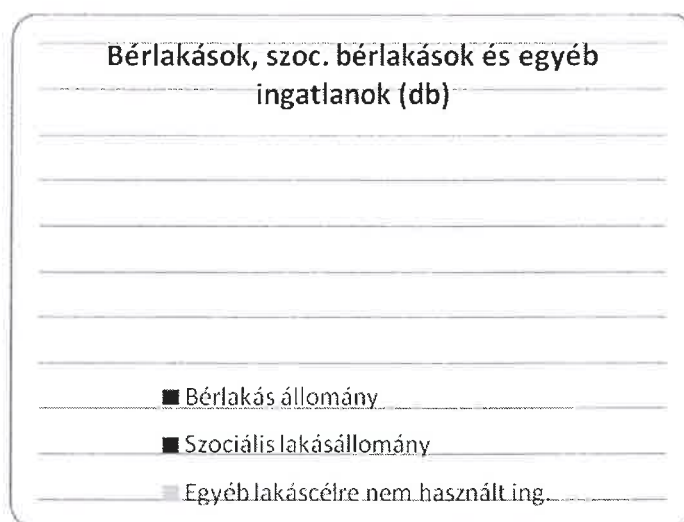 Bérlakások, szoc. bérlakások és egyéb
ingatlanok (db)
Bérlakás állomány
Szociális lakásállomány
Egyéb lakáscélre nem használt ing.